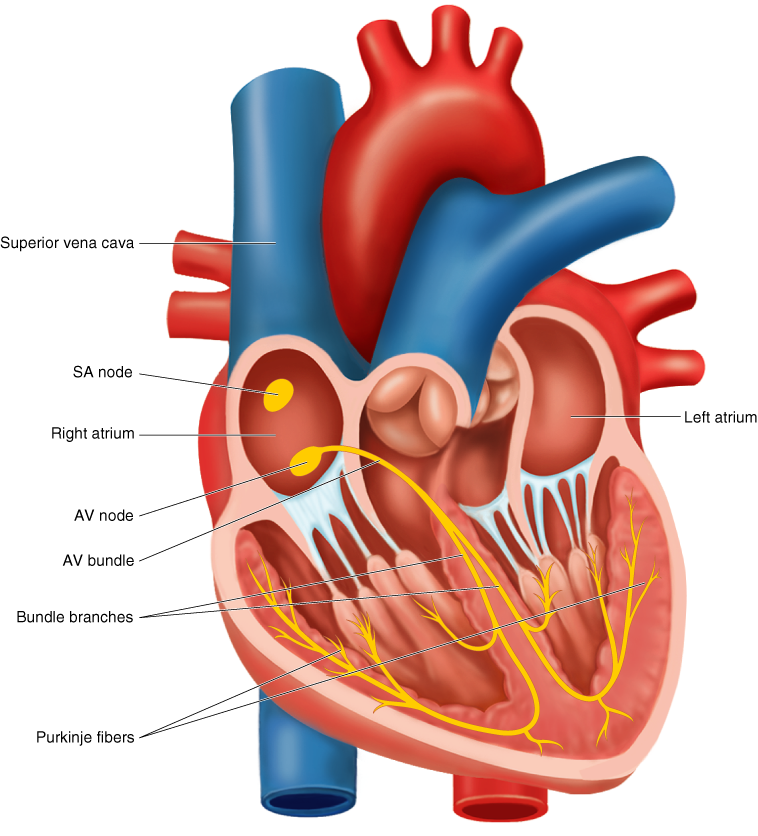 Superior vena cava
SA node
Right atrium
Left atrium
AV node
AV bundle
Bundle branches
Purkinje fibers